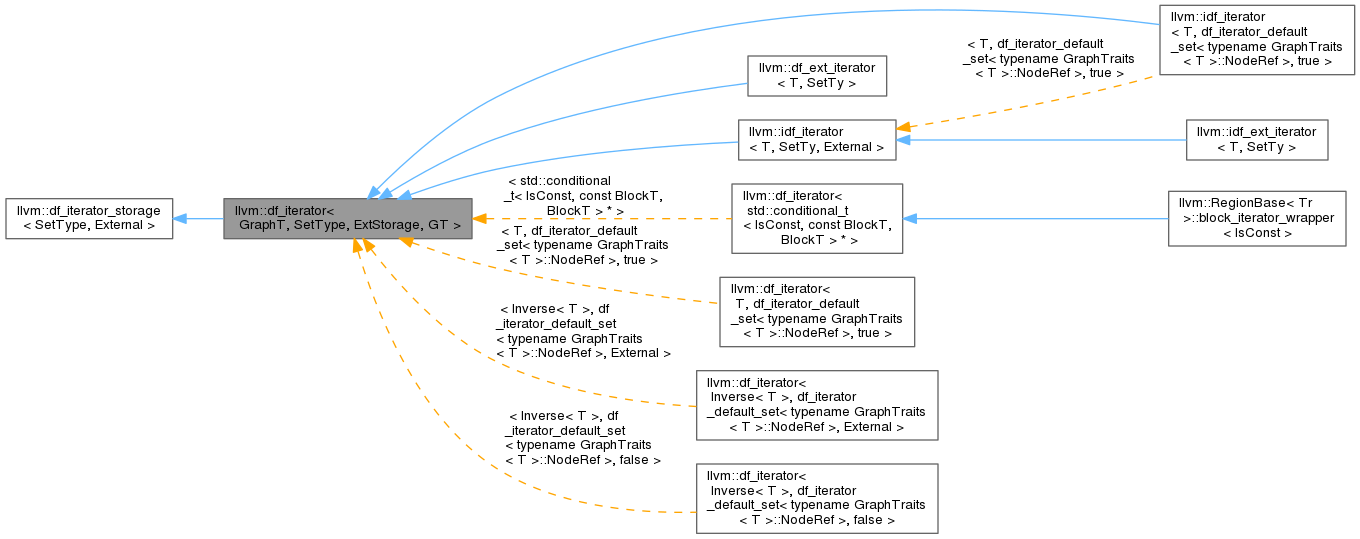 llvm::df_iterator_storage
< SetType, External >
llvm::df_iterator<
GraphT, SetType, ExtStorage, GT >
llvm::idf_iterator
< T, df_iterator_default
_set< typename GraphTraits
< T >::NodeRef >, true >
< T, df_iterator_default
_set< typename GraphTraits
< T >::NodeRef >, true >
llvm::df_ext_iterator
< T, SetTy >
llvm::idf_iterator
< T, SetTy, External >
llvm::idf_ext_iterator
< T, SetTy >
< std::conditional
_t< IsConst, const BlockT,
BlockT > * >
llvm::df_iterator<
std::conditional_t
< IsConst, const BlockT,
BlockT > * >
llvm::RegionBase< Tr
>::block_iterator_wrapper
< IsConst >
< T, df_iterator_default
_set< typename GraphTraits
< T >::NodeRef >, true >
llvm::df_iterator<
T, df_iterator_default
_set< typename GraphTraits
< T >::NodeRef >, true >
< Inverse< T >, df
_iterator_default_set
< typename GraphTraits
< T >::NodeRef >, External >
llvm::df_iterator<
Inverse< T >, df_iterator
_default_set< typename GraphTraits
< T >::NodeRef >, External >
< Inverse< T >, df
_iterator_default_set
< typename GraphTraits
< T >::NodeRef >, false >
llvm::df_iterator<
Inverse< T >, df_iterator
_default_set< typename GraphTraits
< T >::NodeRef >, false >